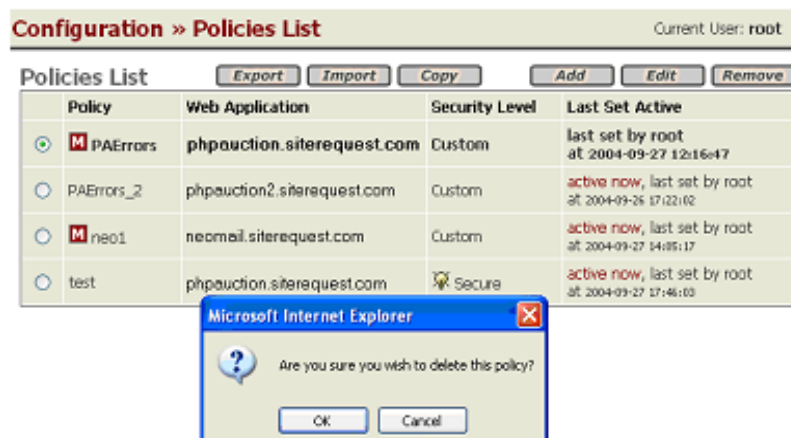 Configuration » Policies List Current User: root
Policies List Export Import Copy Add Edit Remove
Policy Web Application Security Level Last Set Active
M PAErrors phpauction.siterequest.com Custom last set by root
at 2004-09-27 12:16:47
PAErrors_2 phpauction2.siterequest.com Custom active now, last set by root
at 2004-09-26 17:22:02
M neo1 neomail.siterequest.com Custom active now, last set by root
at 2004-09-27 14:05:17
test phpauction.siterequest.com Secure active now, last set by root
at 2004-09-27 17:46:03
Microsoft Internet Explorer
Are you sure you wish to delete this policy?
OK Cancel